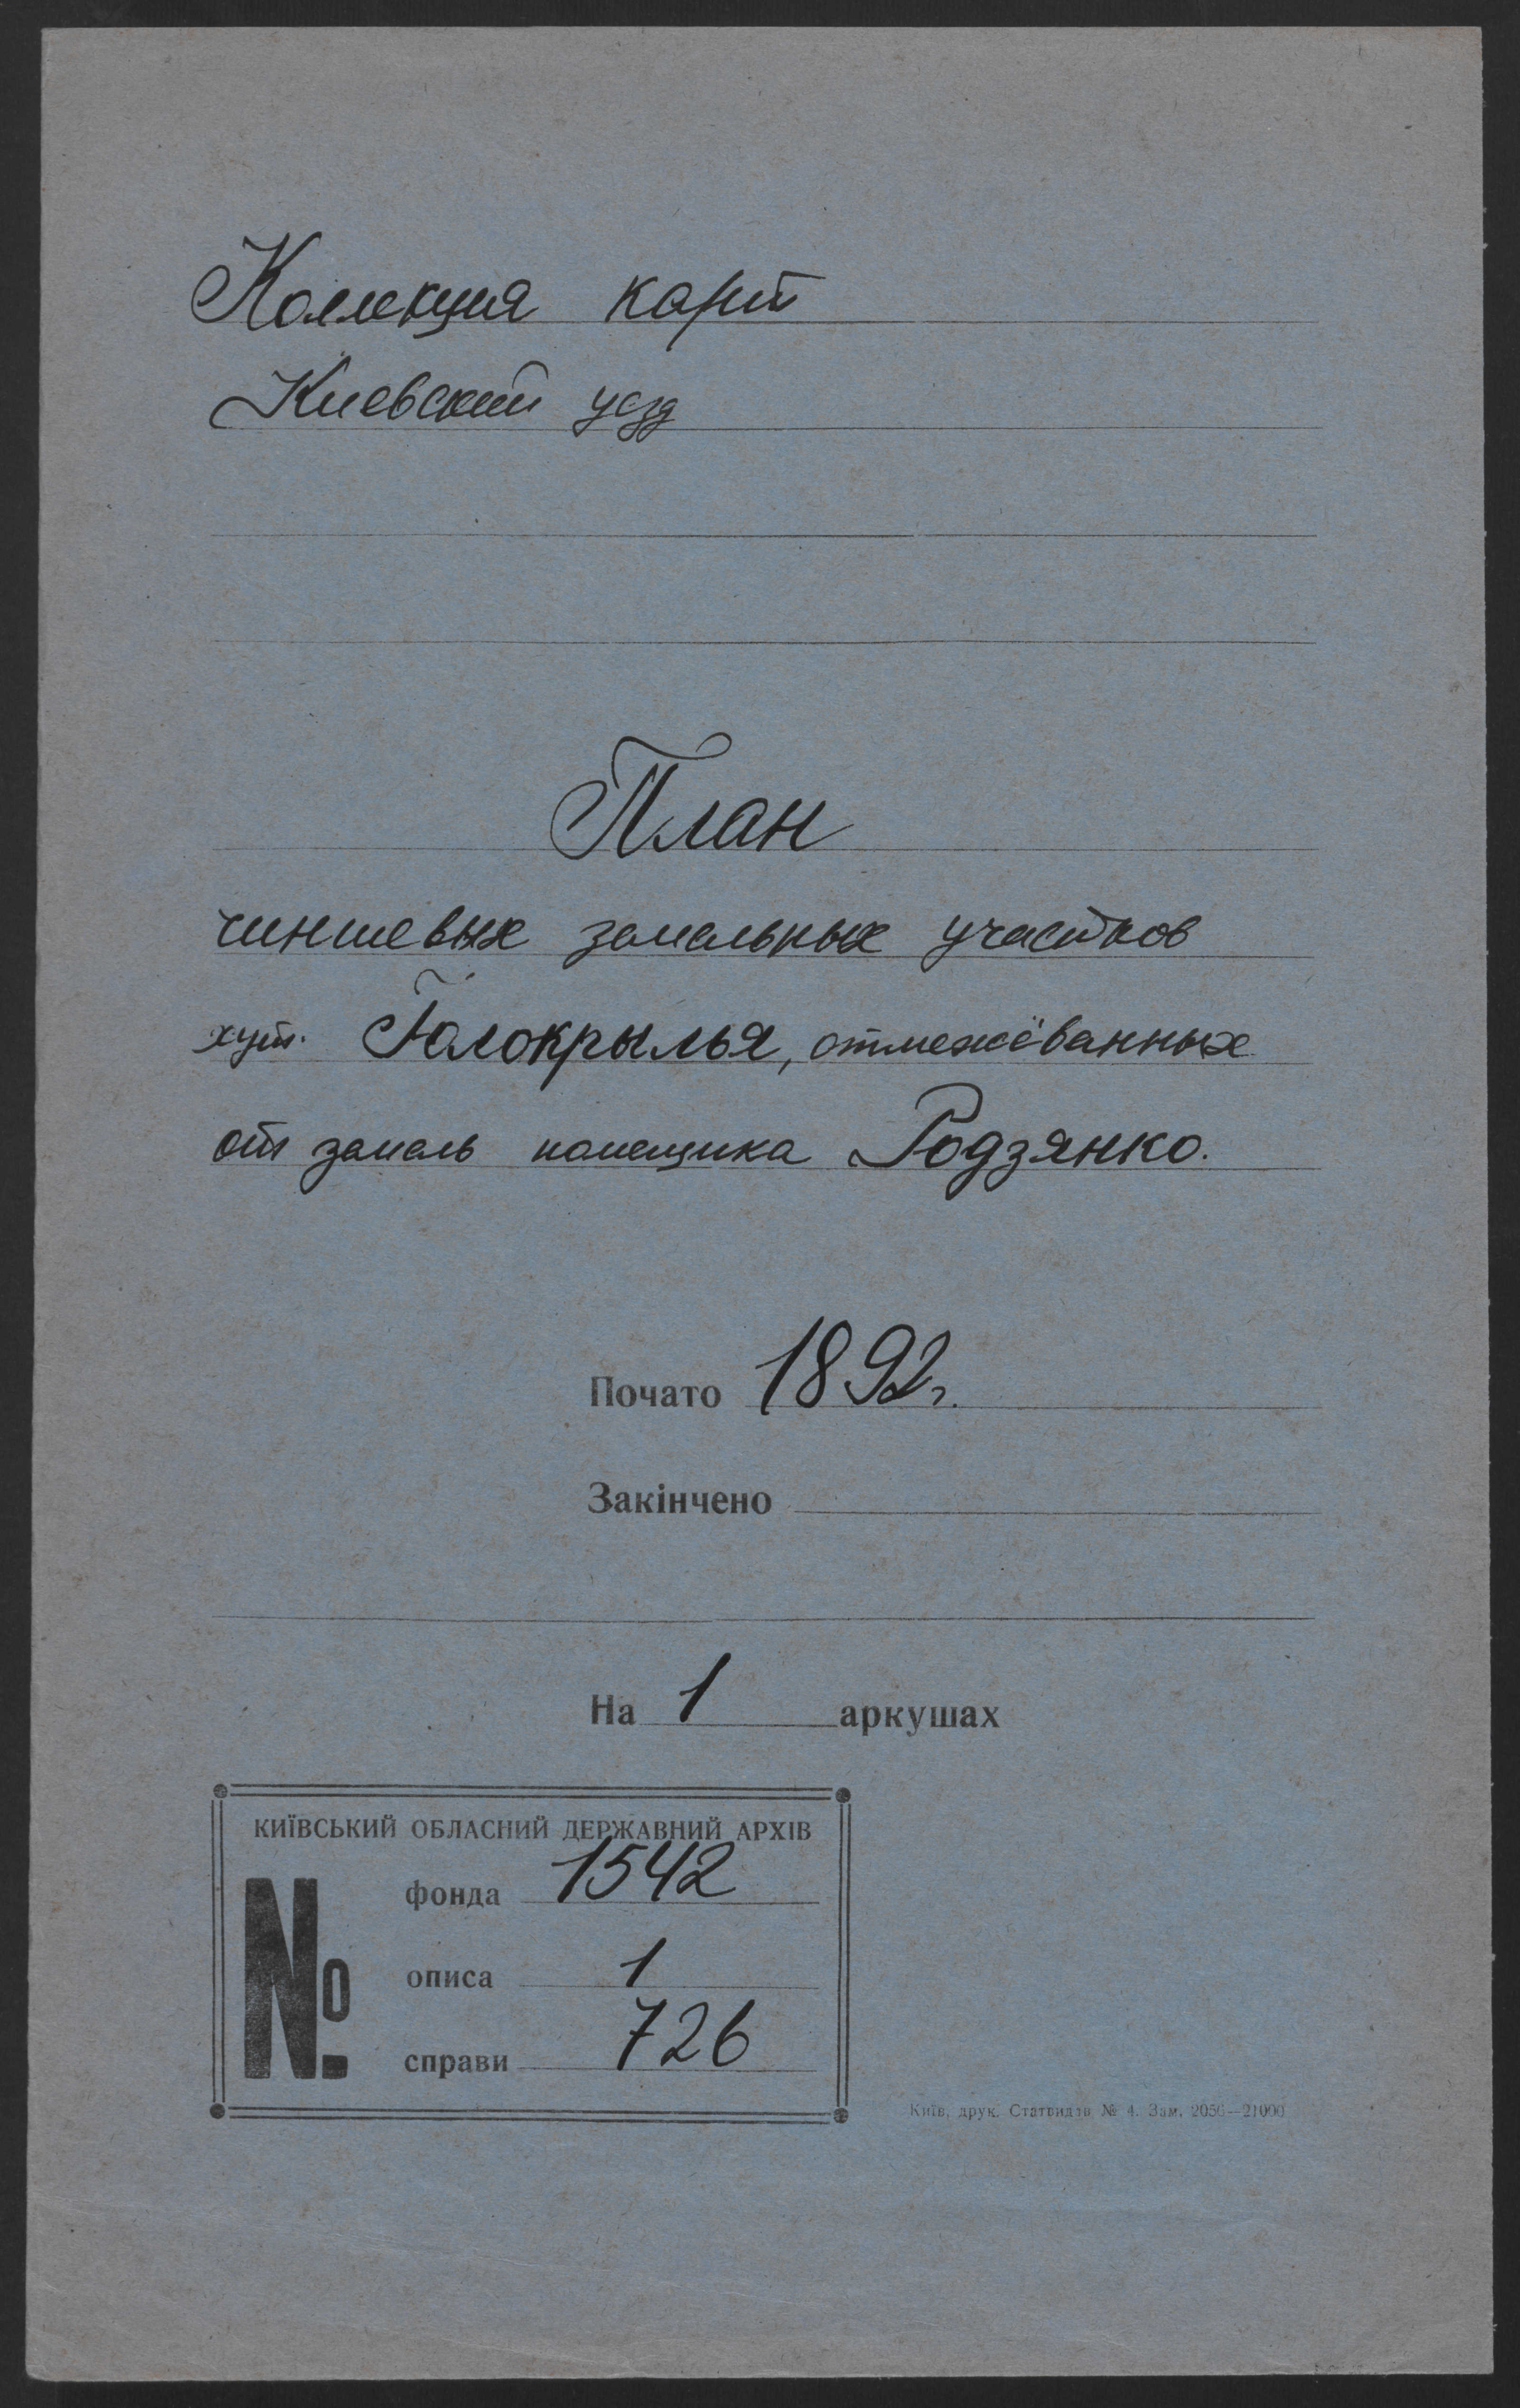 Коллекция карт
Киевский уезд
План
чиншевых земельных участков
хут. Голокрылья, отмежёванных
от земель помещика Родзянко.
Почато 1892г.
Закінчено
На 1 аркушах
КИЇВСЬКИЙ ОБЛАСНИЙ ДЕРЖАВНИЙ АРХІВ
№ фонда 1542
описа 1
справи 726
Київ, друк. Статвидав № 4. Зам. 2050—21000